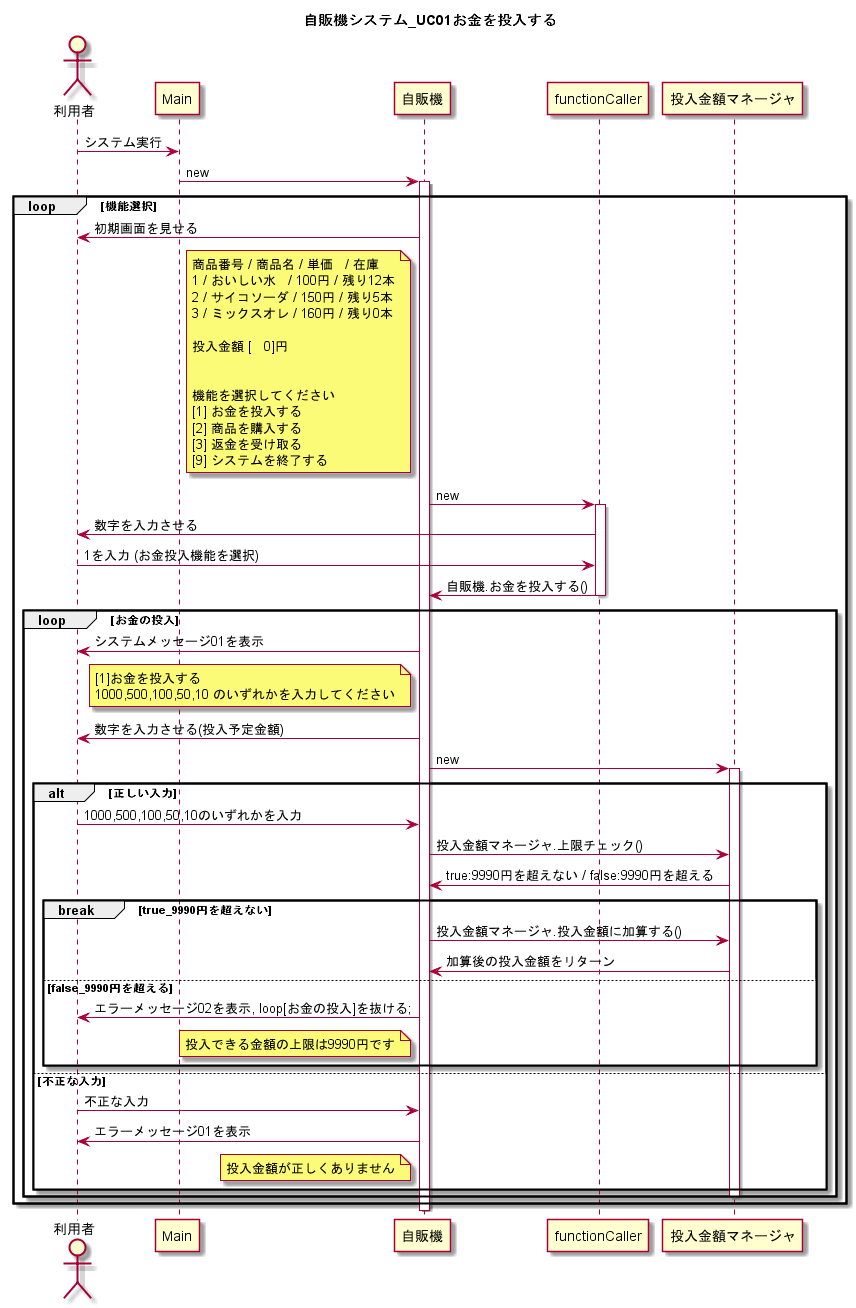 自販機システム_UC01お金を投入する
利用者
Main
自販機
functionCaller
投入金額マネージャ
システム実行
new
loop
[機能選択]
初期画面を見せる
商品番号 / 商品名 / 単価 / 在庫
1 / おいしい水 / 100円 / 残り12本
2 / サイコソーダ / 150円 / 残り5本
3 / ミックスオレ / 160円 / 残り0本
投入金額 [ 0]円
機能を選択してください
[1] お金を投入する
[2] 商品を購入する
[3] 返金を受け取る
[9] システムを終了する
new
数字を入力させる
1を入力 (お金投入機能を選択)
自販機.お金を投入する()
loop
[お金の投入]
システムメッセージ01を表示
[1]お金を投入する
1000,500,100,50,10 のいずれかを入力してください
数字を入力させる(投入予定金額)
new
alt
[正しい入力]
1000,500,100,50,10のいずれかを入力
投入金額マネージャ.上限チェック()
true:9990円を超えない / false:9990円を超える
break
[true_9990円を超えない]
投入金額マネージャ.投入金額に加算する()
加算後の投入金額をリターン
[false_9990円を超える]
エラーメッセージ02を表示, loop[お金の投入]を抜ける;
投入できる金額の上限は9990円です
[不正な入力]
不正な入力
エラーメッセージ01を表示
投入金額が正しくありません
利用者
Main
自販機
functionCaller
投入金額マネージャ